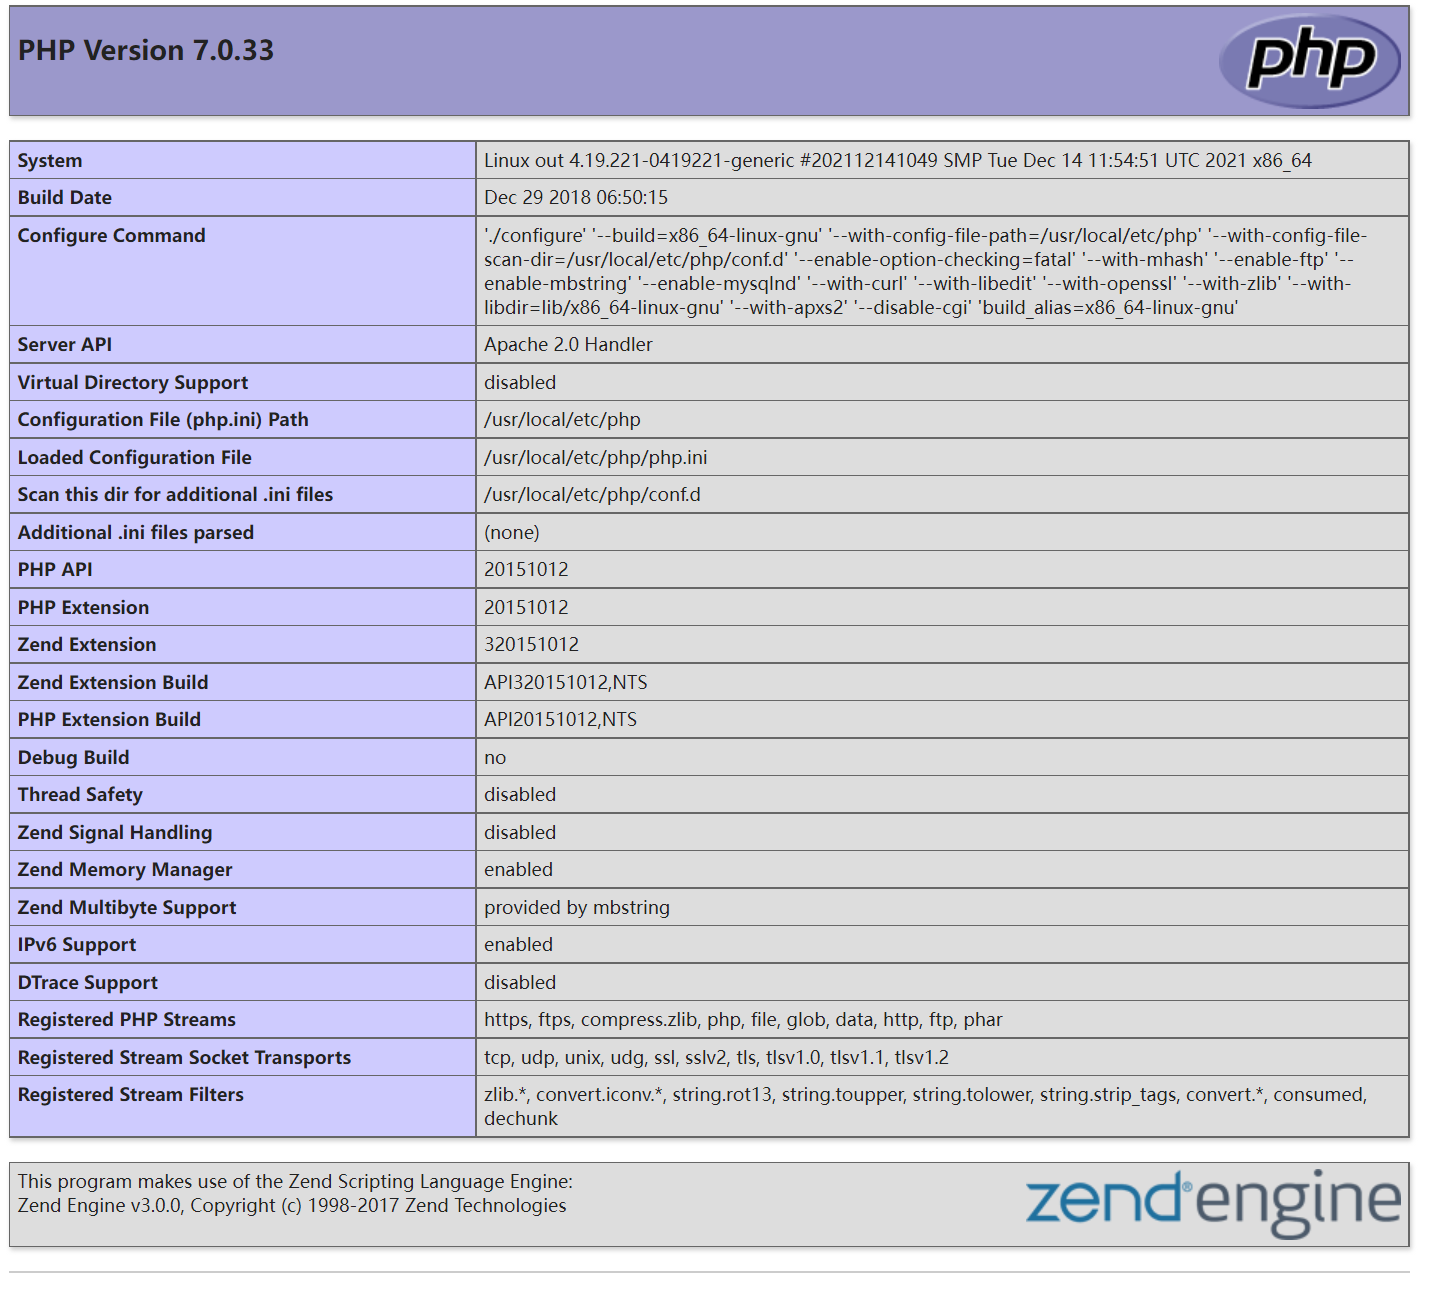 PHP Version 7.0.33
php
System
Linux out 4.19.221-0419221-generic #202112141049 SMP Tue Dec 14 11:54:51 UTC 2021 x86_64
Build Date
Dec 29 2018 06:50:15
Configure Command
'./configure' '--build=x86_64-linux-gnu' '--with-config-file-path=/usr/local/etc/php' '--with-config-file-
scan-dir=/usr/local/etc/php/conf.d' '--enable-option-checking=fatal' '--with-mhash' '--enable-ftp' '--
enable-mbstring' '--enable-mysqlnd' '--with-curl' '--with-libedit' '--with-openssl' '--with-zlib' '--with-
libdir=lib/x86_64-linux-gnu' '--with-apxs2' '--disable-cgi' 'build_alias=x86_64-linux-gnu'
Server API
Apache 2.0 Handler
Virtual Directory Support
disabled
Configuration File (php.ini) Path
/usr/local/etc/php
Loaded Configuration File
/usr/local/etc/php/php.ini
Scan this dir for additional .ini files
/usr/local/etc/php/conf.d
Additional .ini files parsed
(none)
PHP API
20151012
PHP Extension
20151012
Zend Extension
320151012
Zend Extension Build
API320151012,NTS
PHP Extension Build
API20151012,NTS
Debug Build
no
Thread Safety
disabled
Zend Signal Handling
disabled
Zend Memory Manager
enabled
Zend Multibyte Support
provided by mbstring
IPv6 Support
enabled
DTrace Support
disabled
Registered PHP Streams
https, ftps, compress.zlib, php, file, glob, data, http, ftp, phar
Registered Stream Socket Transports
tcp, udp, unix, udg, ssl, sslv2, tls, tlsv1.0, tlsv1.1, tlsv1.2
Registered Stream Filters
zlib.*, convert.iconv.*, string.rot13, string.toupper, string.tolower, string.strip_tags, convert.*, consumed,
dechunk
This program makes use of the Zend Scripting Language Engine:
Zend Engine v3.0.0, Copyright (c) 1998-2017 Zend Technologies
zend® engine